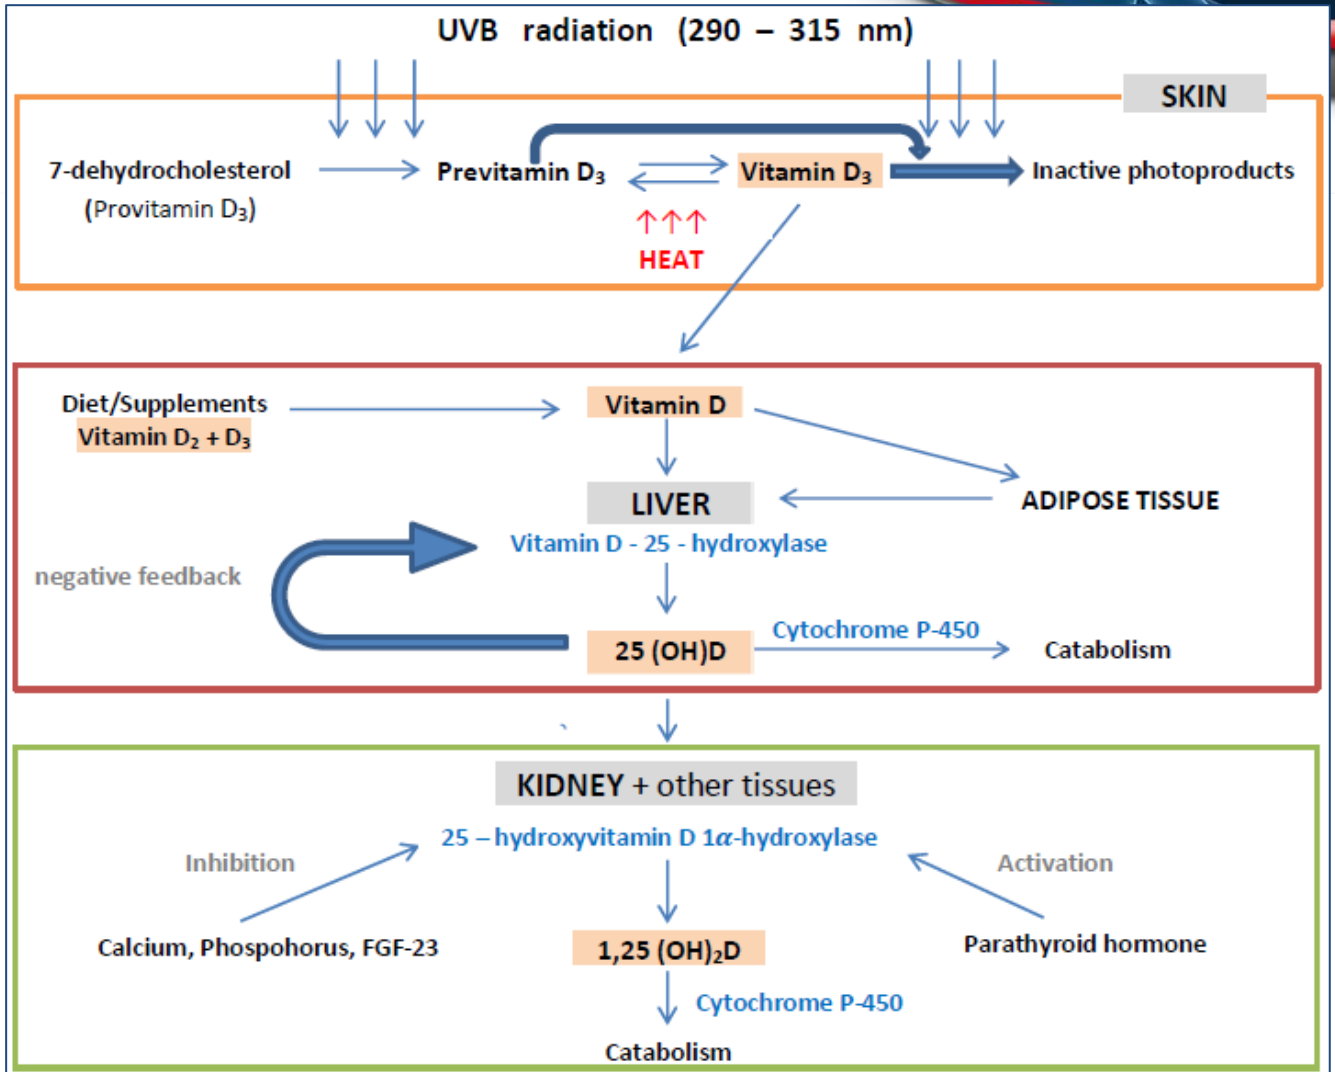 UVB radiation (290 – 315 nm)
SKIN
7-dehydrocholesterol
(Provitamin D₃)
Previtamin D₃
Vitamin D₃
Inactive photoproducts
↑↑↑
HEAT
Diet/Supplements
Vitamin D₂ + D₃
Vitamin D
LIVER
ADIPOSE TISSUE
Vitamin D - 25 - hydroxylase
negative feedback
25 (OH)D
Cytochrome P-450
Catabolism
KIDNEY + other tissues
25 – hydroxyvitamin D 1α-hydroxylase
Inhibition
Activation
Calcium, Phospohorus, FGF-23
1,25 (OH)₂D
Parathyroid hormone
Cytochrome P-450
Catabolism